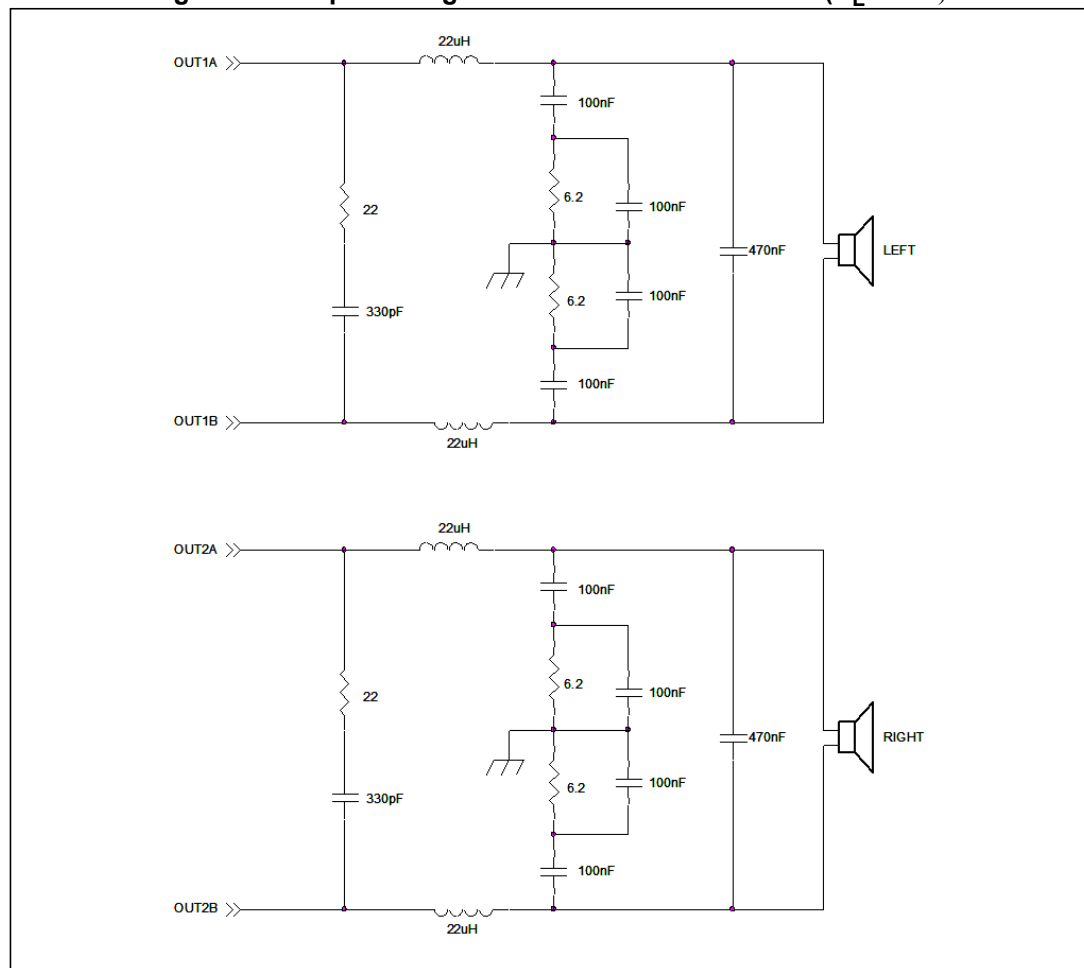 22uH
OUT1A
100nF
22
6.2
100nF
330pF
6.2
100nF
470nF
LEFT
100nF
OUT1B
22uH
22uH
OUT2A
100nF
22
6.2
100nF
330pF
6.2
100nF
470nF
RIGHT
100nF
OUT2B
22uH